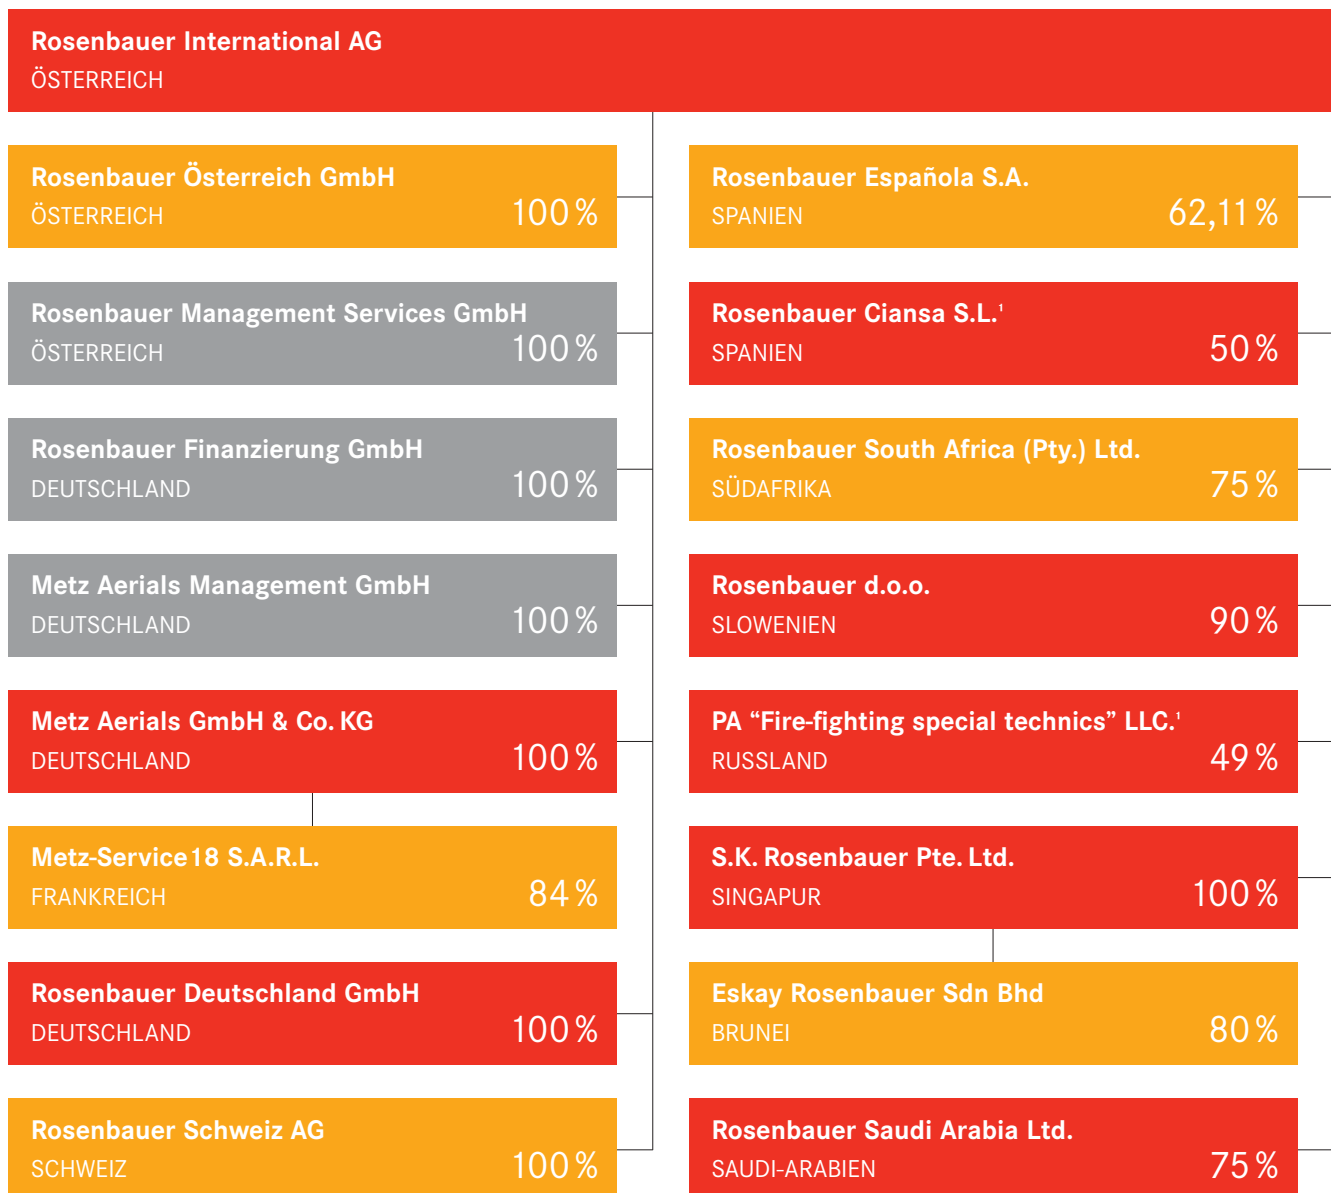 Rosenbauer International AG
ÖSTERREICH
Rosenbauer Österreich GmbH
ÖSTERREICH 100 %
Rosenbauer Management Services GmbH
ÖSTERREICH 100 %
Rosenbauer Finanzierung GmbH
DEUTSCHLAND 100 %
Metz Aerials Management GmbH
DEUTSCHLAND 100 %
Metz Aerials GmbH & Co. KG
DEUTSCHLAND 100 %
Metz-Service18 S.A.R.L.
FRANKREICH 84 %
Rosenbauer Deutschland GmbH
DEUTSCHLAND 100 %
Rosenbauer Schweiz AG
SCHWEIZ 100 %
Rosenbauer Española S.A.
SPANIEN 62,11 %
Rosenbauer Ciansa S.L.¹
SPANIEN 50 %
Rosenbauer South Africa (Pty.) Ltd.
SÜDAFRIKA 75 %
Rosenbauer d.o.o.
SLOWENIEN 90 %
PA “Fire-fighting special technics” LLC.¹
RUSSLAND 49 %
S.K. Rosenbauer Pte. Ltd.
SINGAPUR 100 %
Eskay Rosenbauer Sdn Bhd
BRUNEI 80 %
Rosenbauer Saudi Arabia Ltd.
SAUDI-ARABIEN 75 %